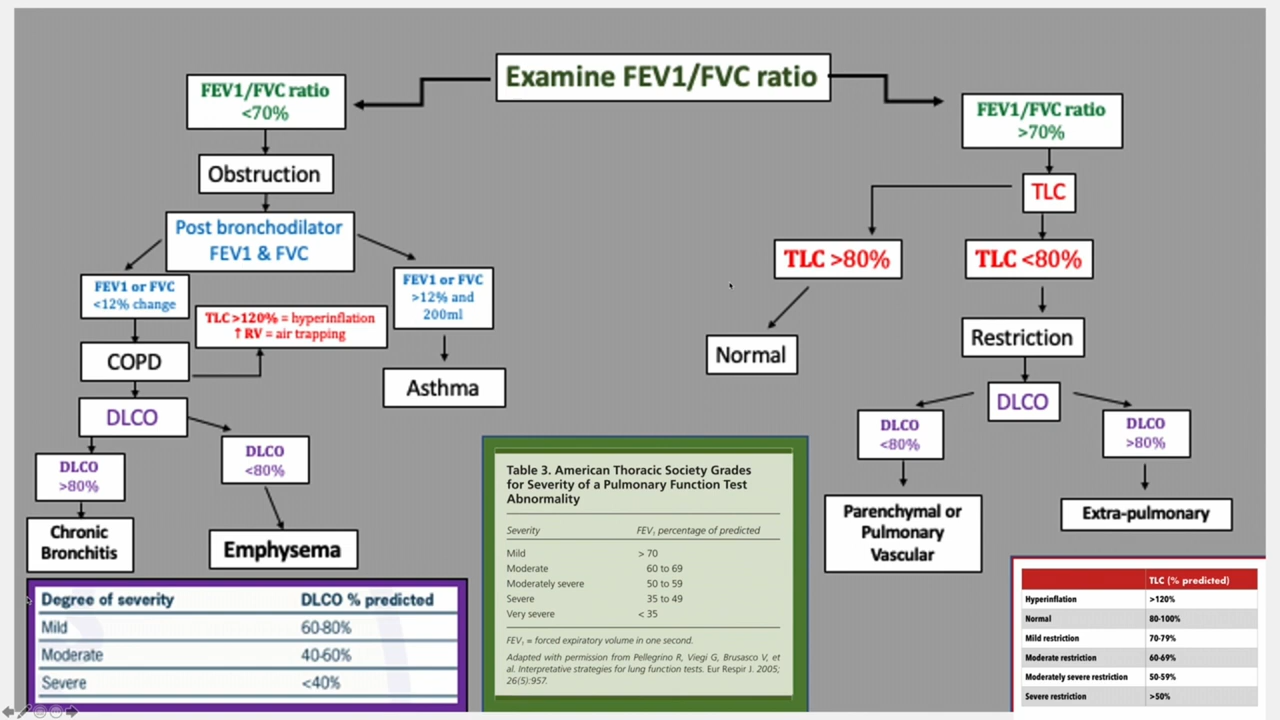 Examine FEV1/FVC ratio
FEV1/FVC ratio
<70%
Obstruction
Post bronchodilator
FEV1 & FVC
FEV1 or FVC
<12% change
TLC >120% = hyperinflation
↑ RV = air trapping
FEV1 or FVC
>12% and
200ml
COPD
Asthma
DLCO
DLCO
>80%
DLCO
<80%
Chronic
Bronchitis
Emphysema
FEV1/FVC ratio
>70%
TLC
TLC >80%
TLC <80%
Normal
Restriction
DLCO
DLCO
<80%
DLCO
>80%
Parenchymal or
Pulmonary
Vascular
Extra-pulmonary
Degree of severity DLCO % predicted
Mild 60-80%
Moderate 40-60%
Severe <40%
Table 3. American Thoracic Society Grades
for Severity of a Pulmonary Function Test
Abnormality
Severity FEV₁ percentage of predicted
Mild > 70
Moderate 60 to 69
Moderately severe 50 to 59
Severe 35 to 49
Very severe < 35
FEV₁ = forced expiratory volume in one second.
Adapted with permission from Pellegrino R, Viegi G, Brusasco V, et
al. Interpretative strategies for lung function tests. Eur Respir J. 2005;
26(5):957.
TLC (% predicted)
Hyperinflation >120%
Normal 80-100%
Mild restriction 70-79%
Moderate restriction 60-69%
Moderately severe restriction 50-59%
Severe restriction >50%